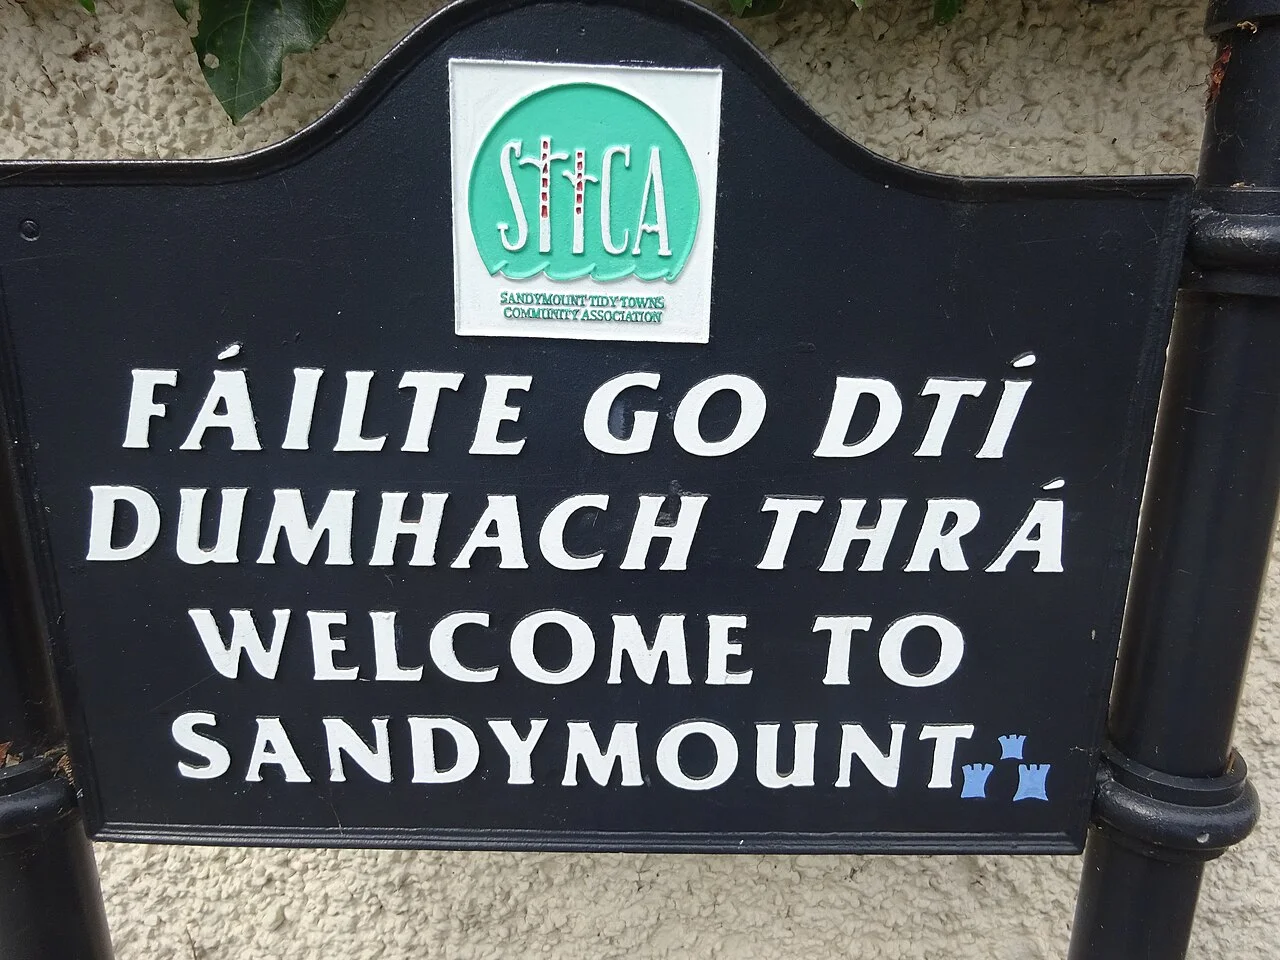 SttCA
SANDYMOUNT TIDY TOWNS
COMMUNITY ASSOCIATION
FÁILTE GO DTÍ
DUMHACH THRÁ
WELCOME TO
SANDYMOUNT